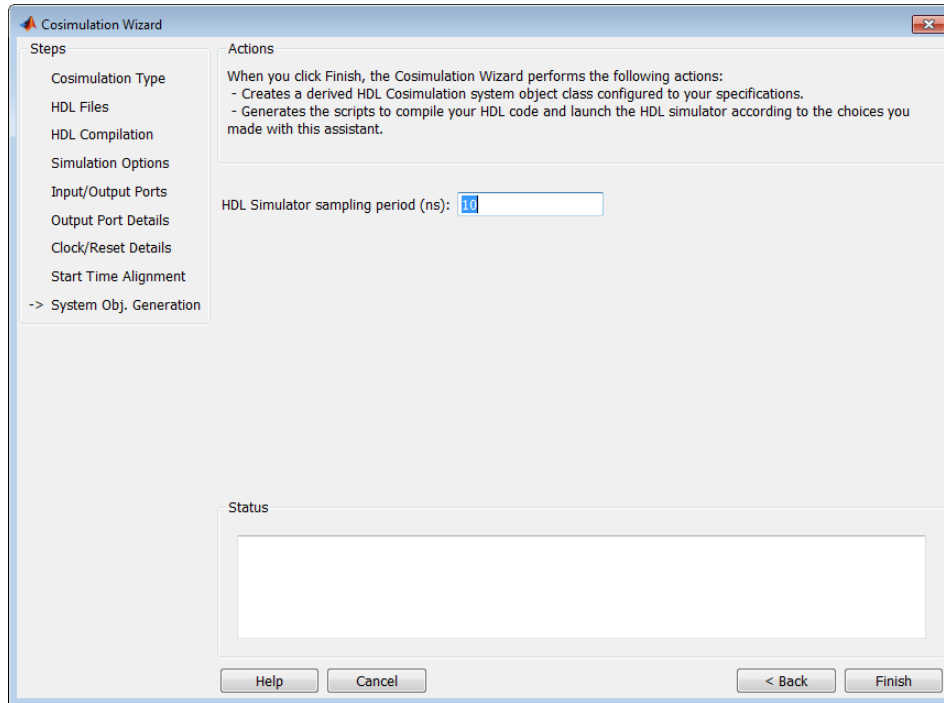 Cosimulation Wizard
Steps
Cosimulation Type
HDL Files
HDL Compilation
Simulation Options
Input/Output Ports
Output Port Details
Clock/Reset Details
Start Time Alignment
-> System Obj. Generation
Actions
When you click Finish, the Cosimulation Wizard performs the following actions:
- Creates a derived HDL Cosimulation system object class configured to your specifications.
- Generates the scripts to compile your HDL code and launch the HDL simulator according to the choices you
made with this assistant.
HDL Simulator sampling period (ns): 10
Status
Help Cancel < Back Finish